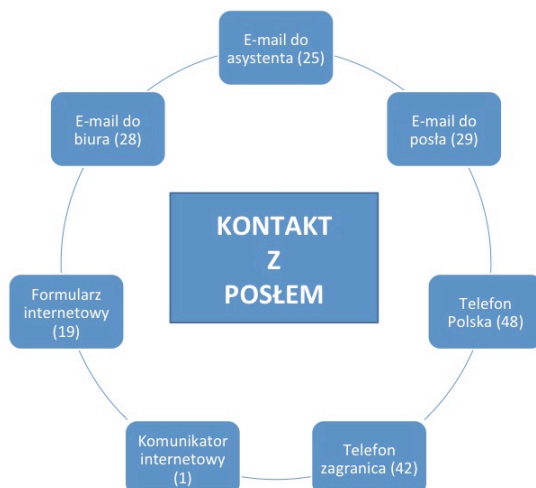 E-mail do
asystenta (25)
E-mail do
posła (29)
Telefon
Polska (48)
Telefon
zagranica (42)
Komunikator
internetowy
(1)
Formularz
internetowy
(19)
E-mail do
biura (28)
KONTAKT
Z
POSŁEM